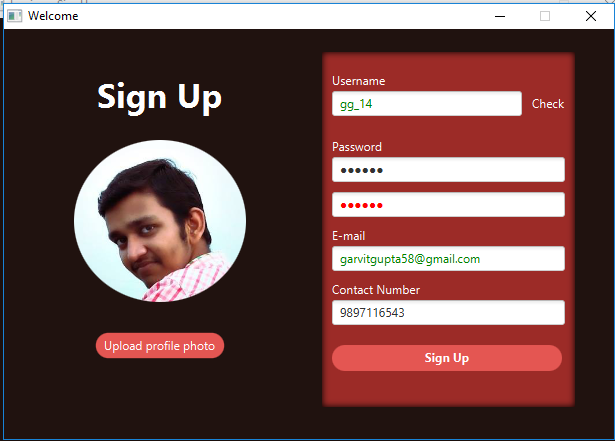 Welcome
Sign Up
Upload profile photo
Username
gg_14
Check
Password
●●●●●●
●●●●●●
E-mail
garvitgupta58@gmail.com
Contact Number
9897116543
Sign Up